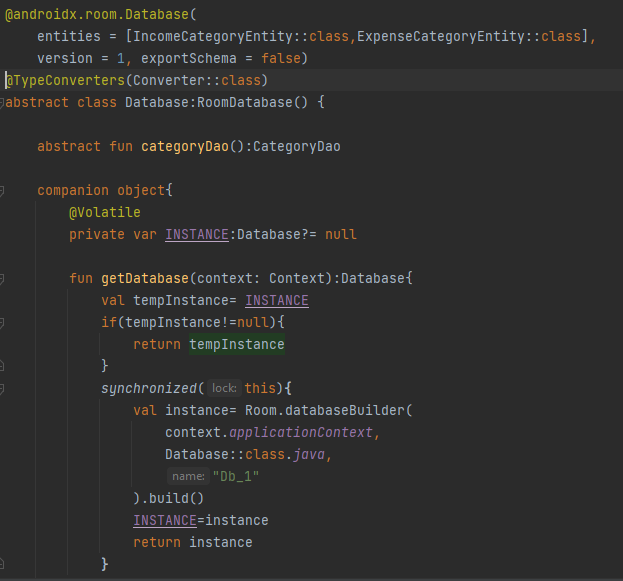 @androidx.room.Database(
    entities = [IncomeCategoryEntity::class,ExpenseCategoryEntity::class],
    version = 1, exportSchema = false)
@TypeConverters(Converter::class)
abstract class Database:RoomDatabase() {
    abstract fun categoryDao():CategoryDao
    companion object{
        @Volatile
        private var INSTANCE:Database?= null
        fun getDatabase(context: Context):Database{
            val tempInstance= INSTANCE
            if(tempInstance!=null){
                return tempInstance
            }
            synchronized( lock: this){
                val instance= Room.databaseBuilder(
                    context.applicationContext,
                    Database::class.java,
                    name: "Db_1"
                ).build()
                INSTANCE=instance
                return instance
            }